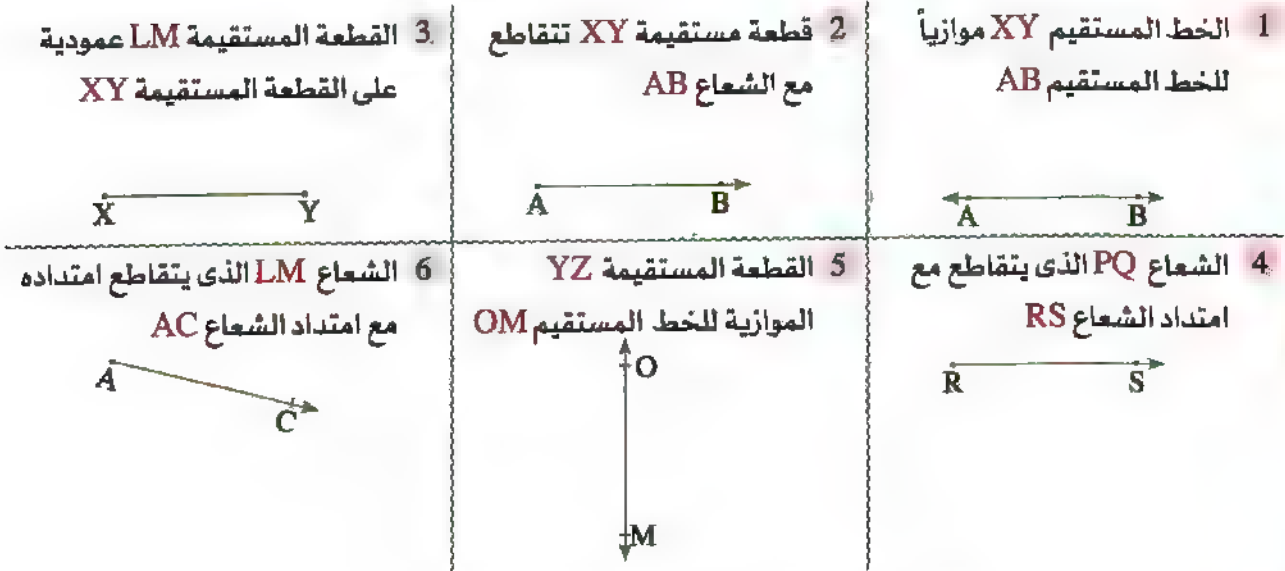 1 الخط المستقيم XY موازياً
للخط المستقيم AB
A B
2 قطعة مستقيمة XY تتقاطع
مع الشعاع AB
A B
3 القطعة المستقيمة LM عمودية
على القطعة المستقيمة XY
X Y
4 الشعاع PQ الذى يتقاطع مع
امتداد الشعاع RS
R S
5 القطعة المستقيمة YZ
الموازية للخط المستقيم OM
O
M
6 الشعاع LM الذى يتقاطع امتداده
مع امتداد الشعاع AC
A
C